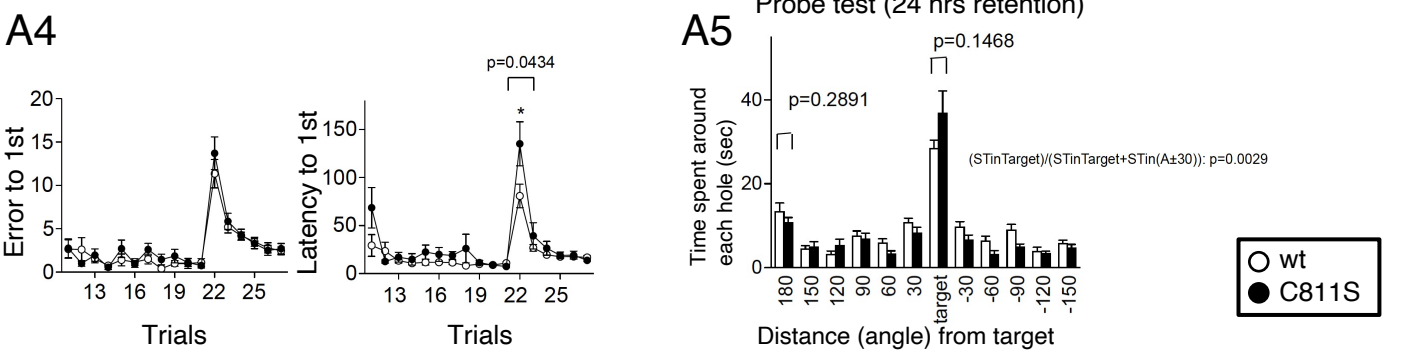 A4
Error to 1st
20
15
10
5
0
13 16 19 22 25
Trials
Latency to 1st
150
100
50
0
p=0.0434
*
13 16 19 22 25
Trials
A5
Probe test (24 hrs retention)
Time spent around
each hole (sec)
40
20
0
p=0.2891
p=0.1468
(STinTarget)/(STinTarget+STin(A±30)): p=0.0029
180 150 120 90 60 30 target -30 -60 -90 -120 -150
Distance (angle) from target
wt
C811S